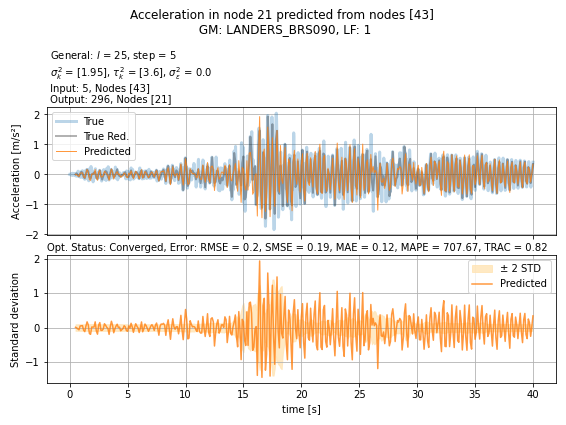 Acceleration in node 21 predicted from nodes [43]
GM: LANDERS_BRS090, LF: 1
General: l = 25, step = 5
σ²ₖ = [1.95], τ²ₖ = [3.6], σ²ε = 0.0
Input: 5, Nodes [43]
Output: 296, Nodes [21]
Acceleration [m/s²]
2
1
0
−1
−2
True
True Red.
Predicted
Opt. Status: Converged, Error: RMSE = 0.2, SMSE = 0.19, MAE = 0.12, MAPE = 707.67, TRAC = 0.82
Standard deviation
2
1
0
−1
± 2 STD
Predicted
0 5 10 15 20 25 30 35 40
time [s]